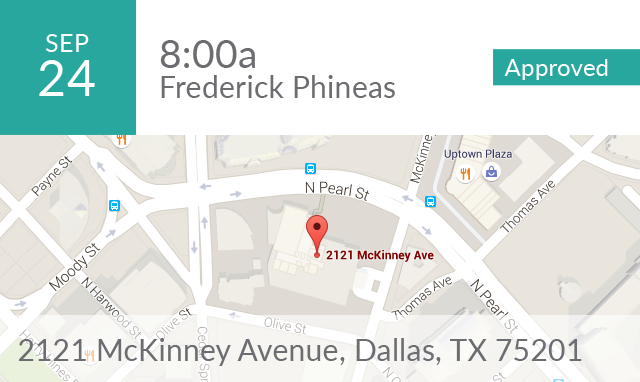 SEP
24
8:00a
Frederick Phineas
Approved
Payne St
McKinney
Uptown Plaza
N Pearl St
Thomas Ave
2121 McKinney Ave
Moody St
N Harwood St
Thomas Ave
N Pearl St
Olive St
Olive St
2121 McKinney Avenue, Dallas, TX 75201